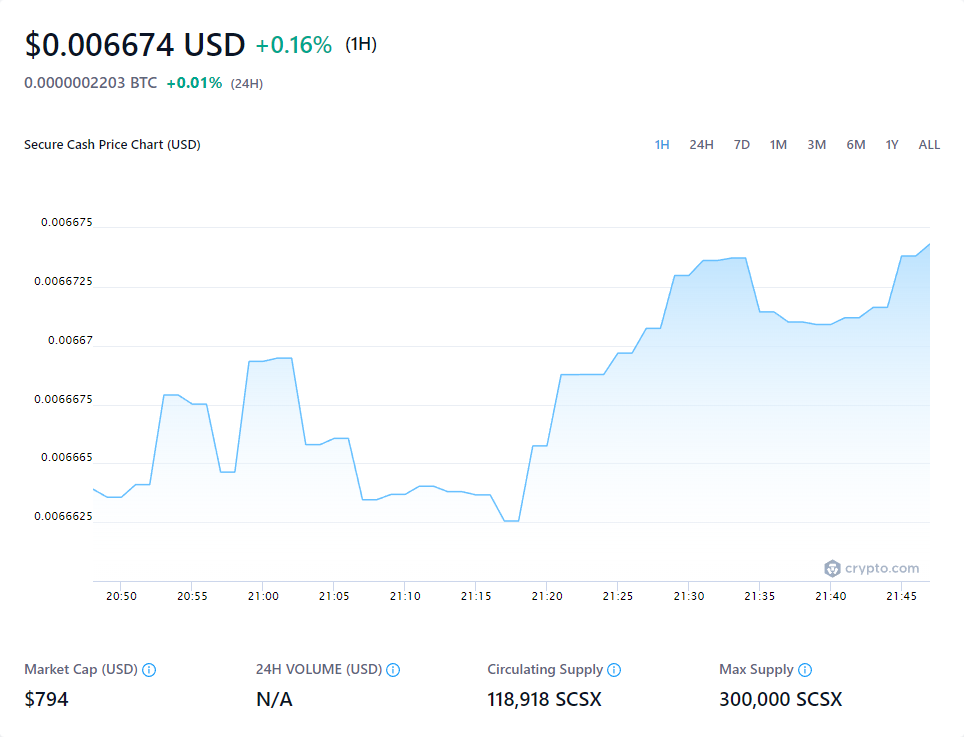 $0.006674 USD +0.16% (1H)
0.0000002203 BTC +0.01% (24H)
Secure Cash Price Chart (USD)
1H 24H 7D 1M 3M 6M 1Y ALL
0.006675
0.0066725
0.00667
0.0066675
0.006665
0.0066625
crypto.com
20:50 20:55 21:00 21:05 21:10 21:15 21:20 21:25 21:30 21:35 21:40 21:45
Market Cap (USD) 24H VOLUME (USD) Circulating Supply Max Supply
$794 N/A 118,918 SCSX 300,000 SCSX